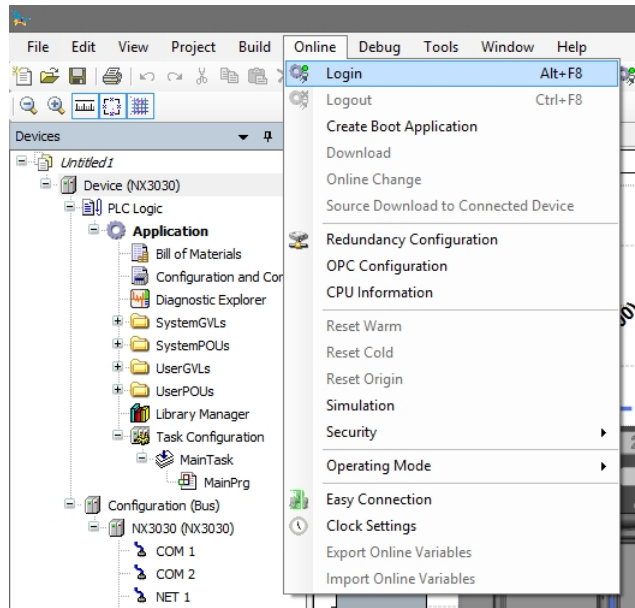 File Edit View Project Build Online Debug Tools Window Help
Login Alt+F8
Logout Ctrl+F8
Create Boot Application
Download
Online Change
Source Download to Connected Device
Redundancy Configuration
OPC Configuration
CPU Information
Reset Warm
Reset Cold
Reset Origin
Simulation
Security
Operating Mode
Easy Connection
Clock Settings
Export Online Variables
Import Online Variables
Devices
Untitled1
Device (NX3030)
PLC Logic
Application
Bill of Materials
Configuration and Con
Diagnostic Explorer
SystemGVLs
SystemPOUs
UserGVLs
UserPOUs
Library Manager
Task Configuration
MainTask
MainPrg
Configuration (Bus)
NX3030 (NX3030)
COM 1
COM 2
NET 1